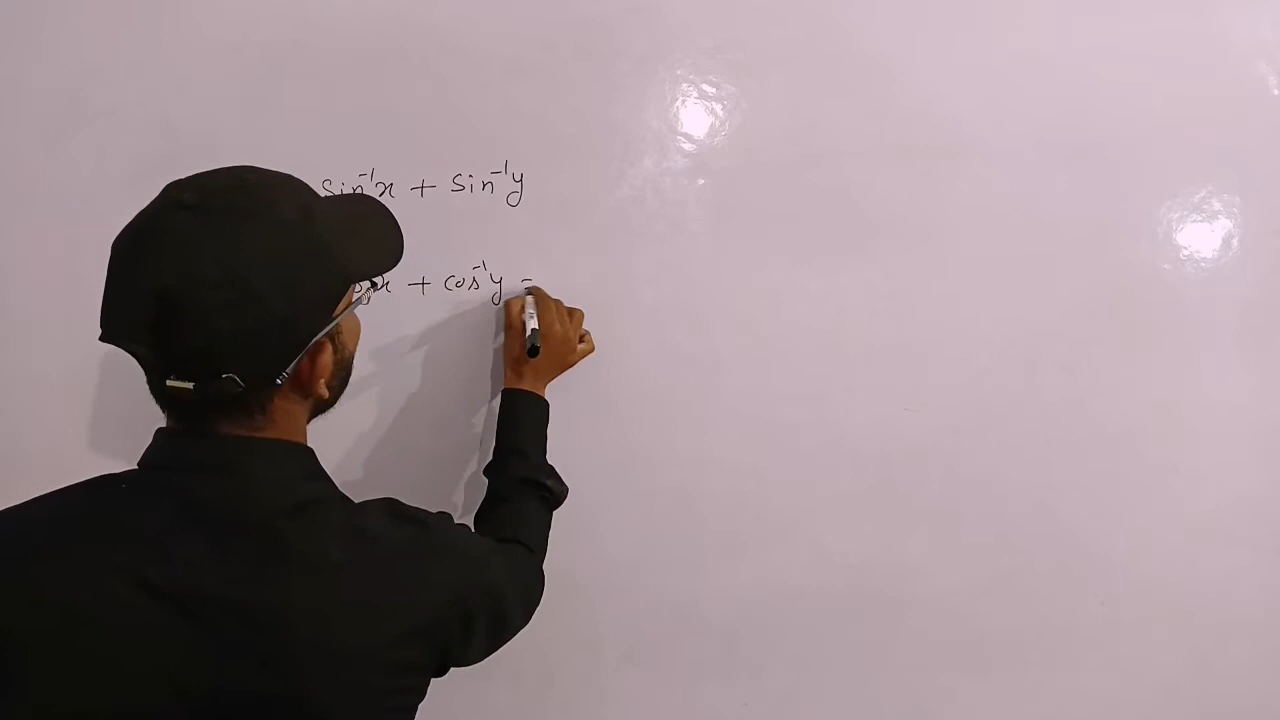 sin⁻¹x + sin⁻¹y
x + cos⁻¹y =